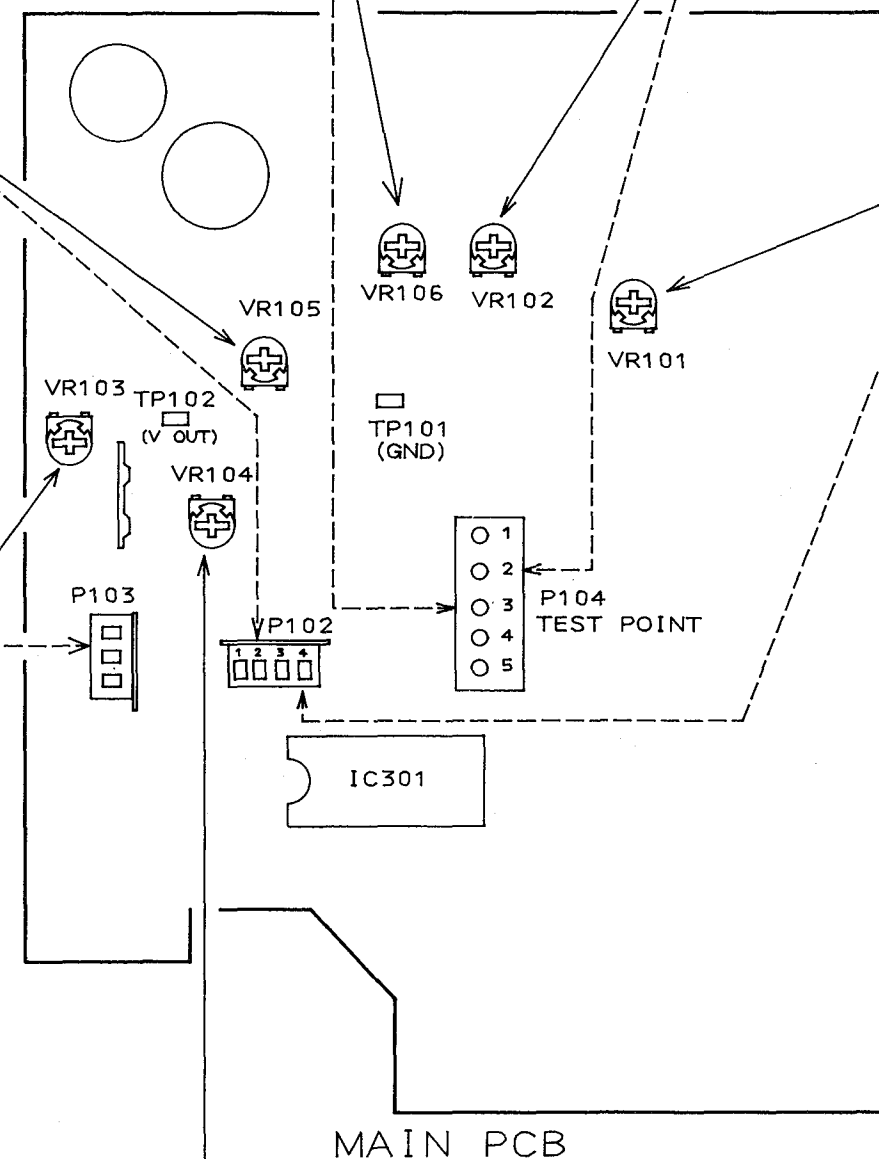 VR106
VR102
VR105
VR101
VR103
TP102
(V OUT)
TP101
(GND)
VR104
1
2
3
4
5
P103
P104
TEST POINT
P102
1 2 3 4
IC301
MAIN PCB